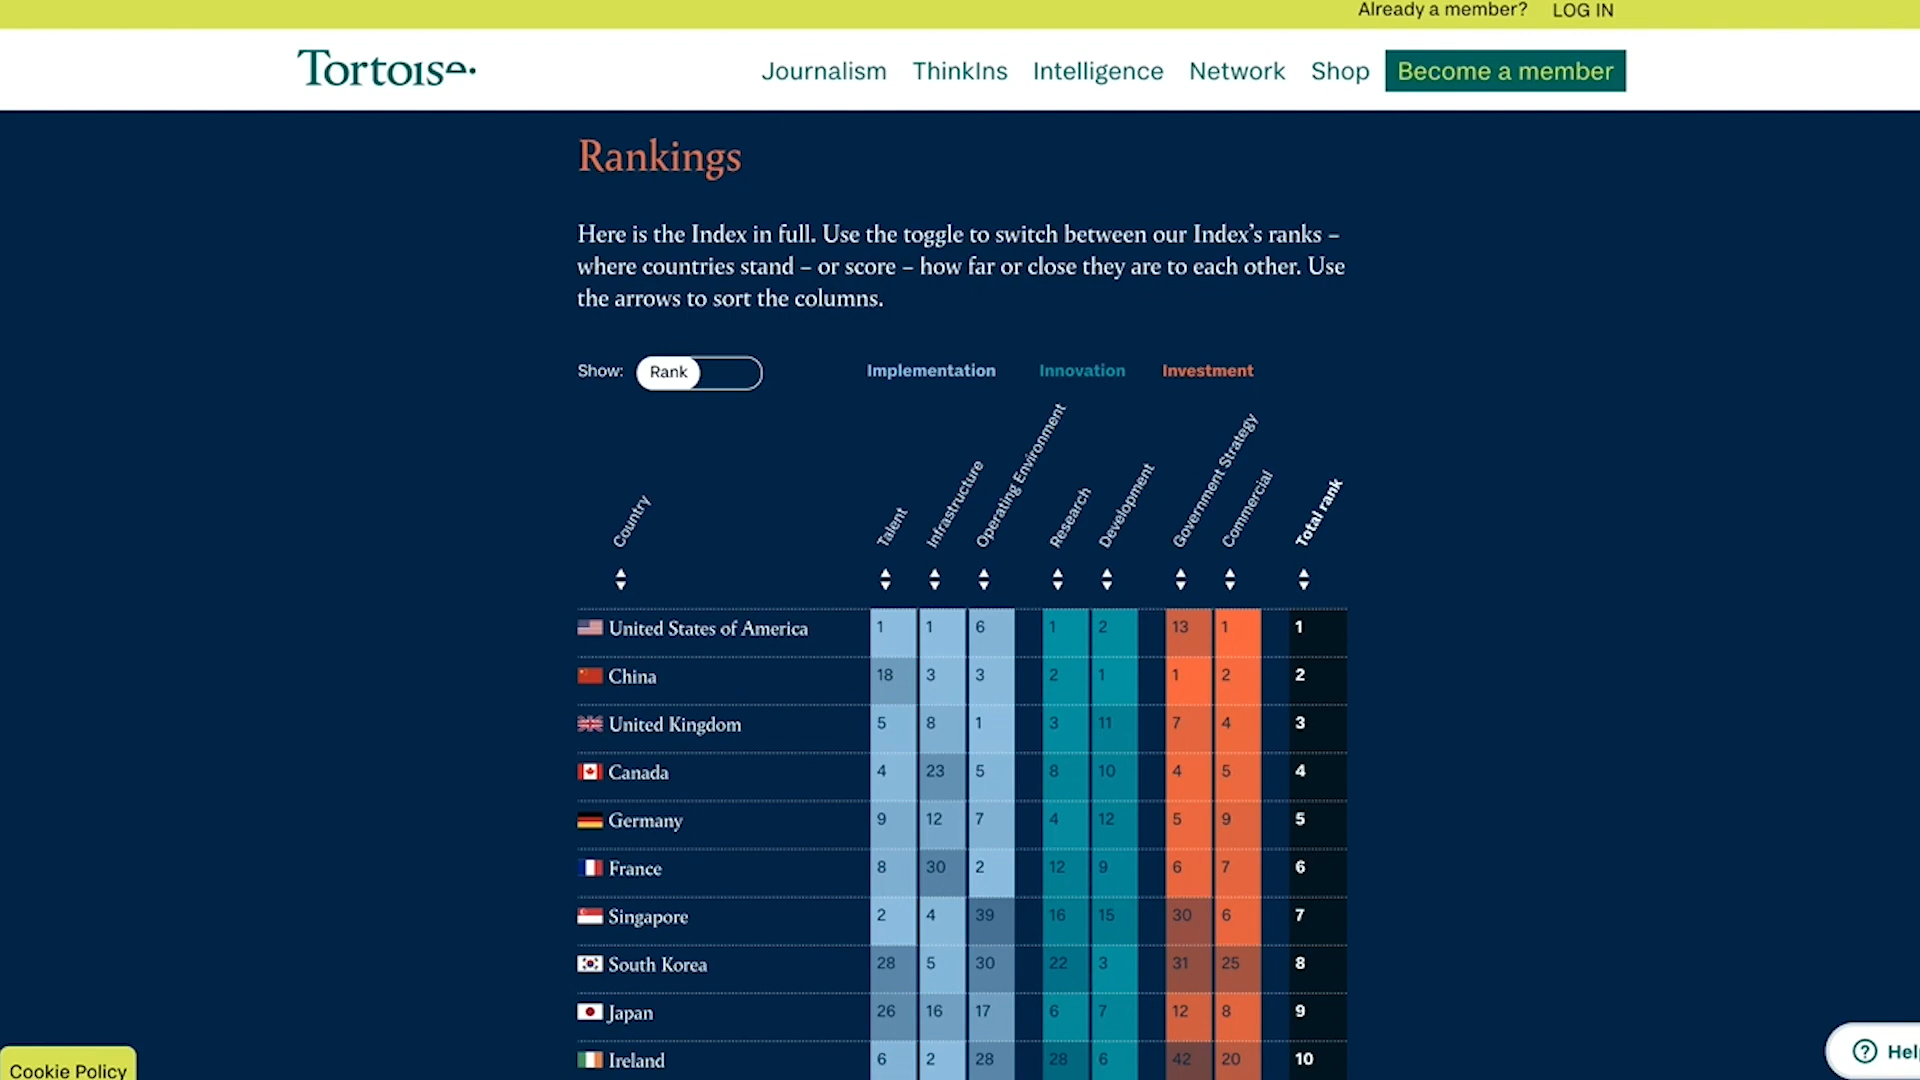 Already a member? LOG IN
Tortoise Journalism ThinkIns Intelligence Network Shop Become a member
Rankings
Here is the Index in full. Use the toggle to switch between our Index's ranks –
where countries stand – or score – how far or close they are to each other. Use
the arrows to sort the columns.
Show: Rank Implementation Innovation Investment
Country Talent Infrastructure Operating Environment Research Development Government Strategy Commercial Total rank
United States of America 1 1 6 1 2 13 1 1
China 18 3 3 2 1 1 2 2
United Kingdom 5 8 1 3 11 7 4 3
Canada 4 23 5 8 10 4 5 4
Germany 9 12 7 4 12 5 9 5
France 8 30 2 12 9 6 7 6
Singapore 2 4 39 16 15 30 6 7
South Korea 28 5 30 22 3 31 25 8
Japan 26 16 17 6 7 12 8 9
Ireland 6 2 28 28 6 42 20 10
Cookie Policy